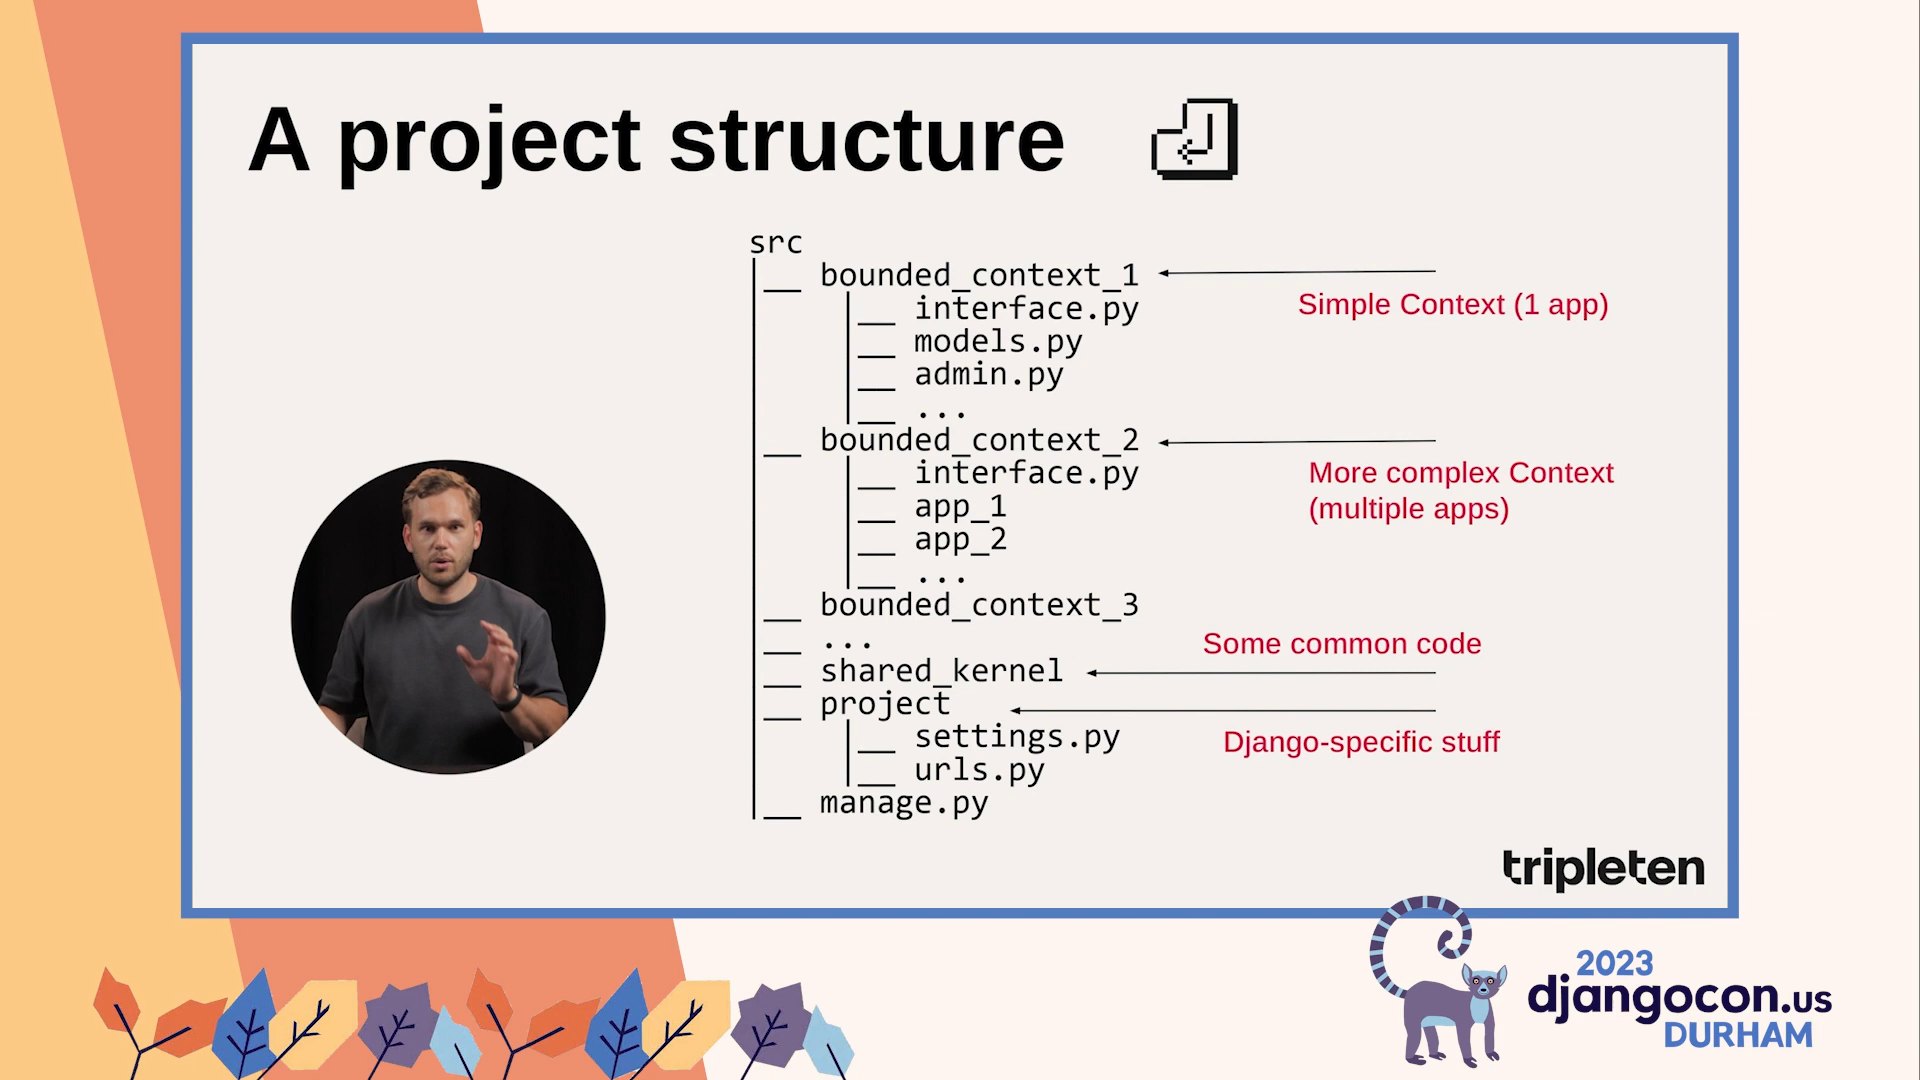 A project structure
src
__ bounded_context_1
__ interface.py
__ models.py
__ admin.py
__ ...
__ bounded_context_2
__ interface.py
__ app_1
__ app_2
__ ...
__ bounded_context_3
__ ...
__ shared_kernel
__ project
__ settings.py
__ urls.py
__ manage.py
Simple Context (1 app)
More complex Context
(multiple apps)
Some common code
Django-specific stuff
tripleten
2023
djangocon.us
DURHAM